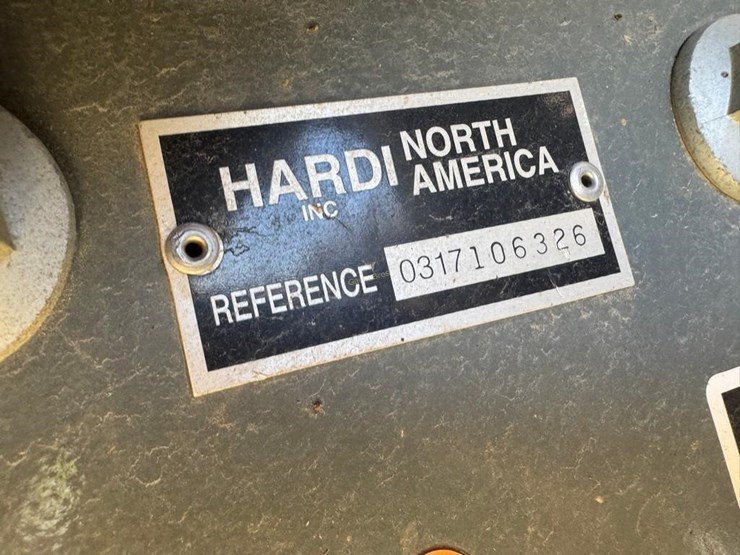 HARDI NORTH AMERICA
INC
REFERENCE 0317106326